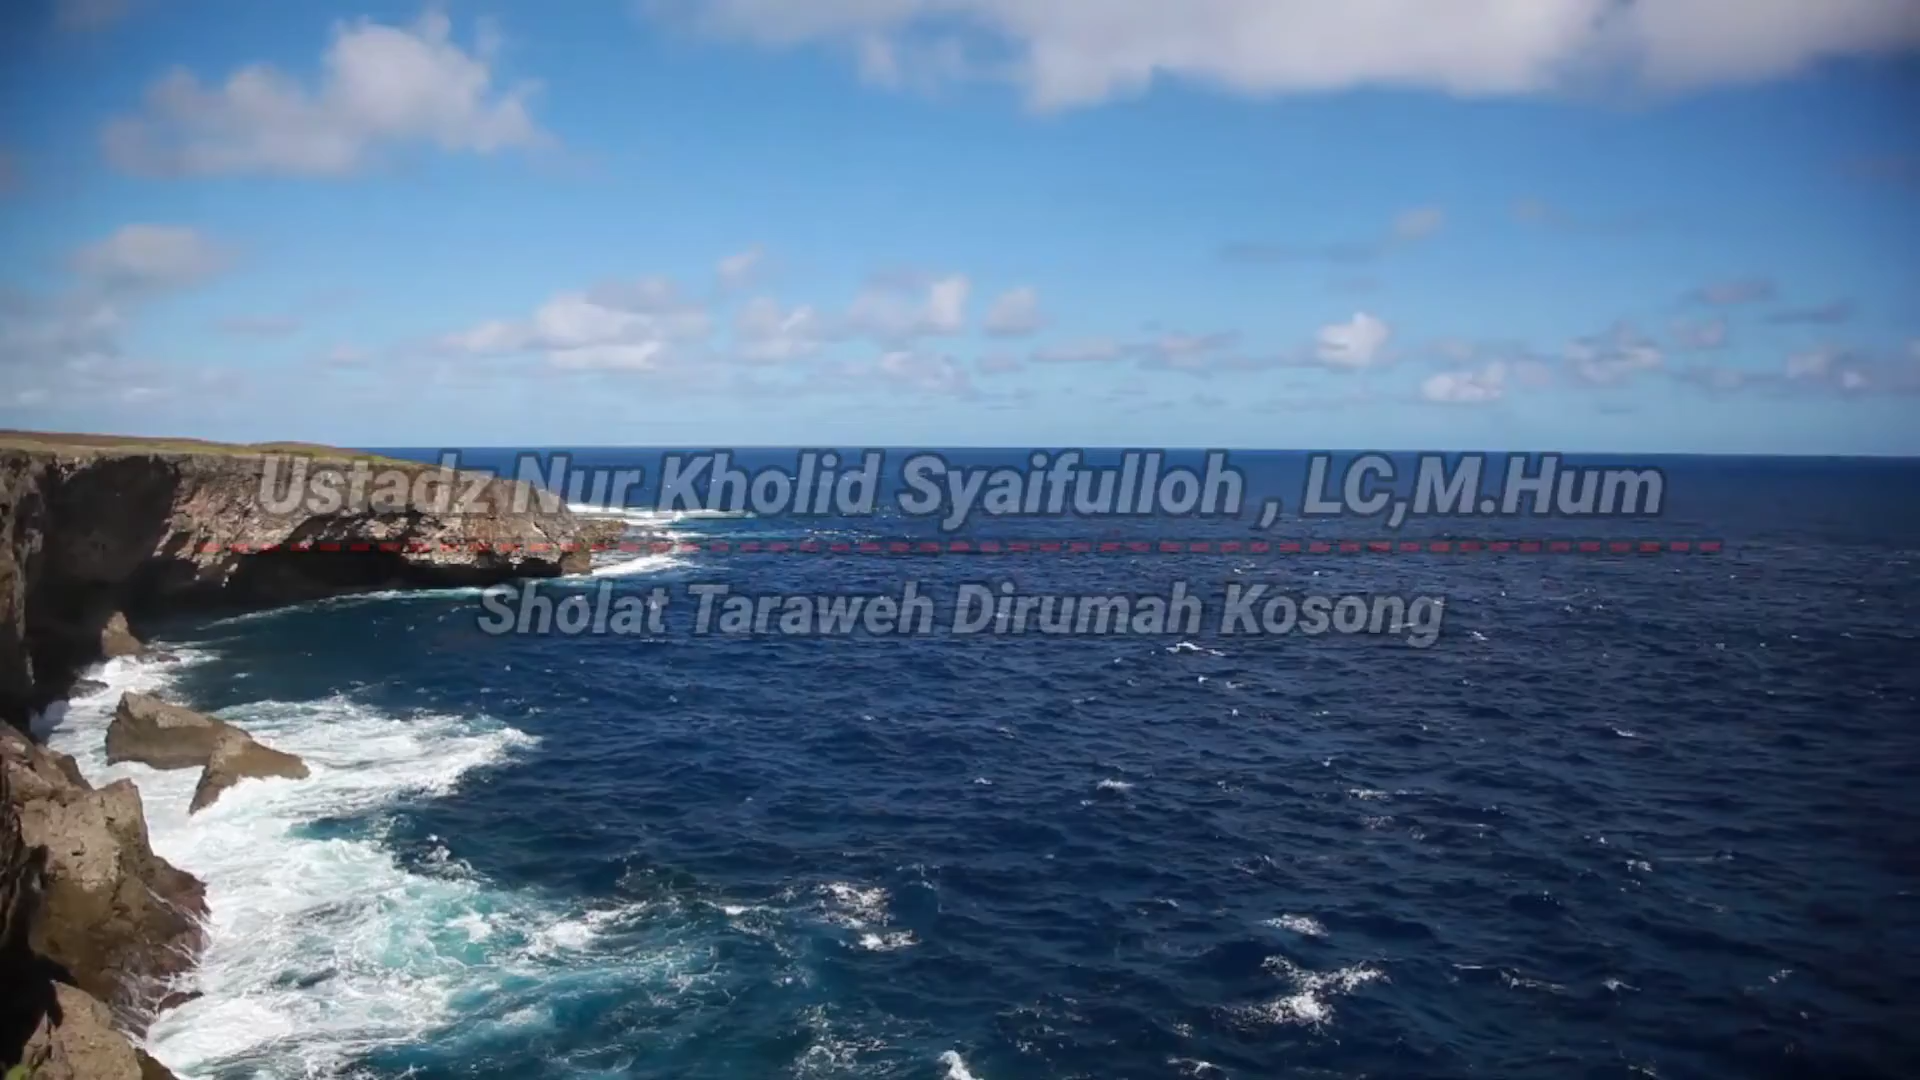 Ustadz Nur Kholid Syaifulloh , LC,M.Hum
Sholat Taraweh Dirumah Kosong